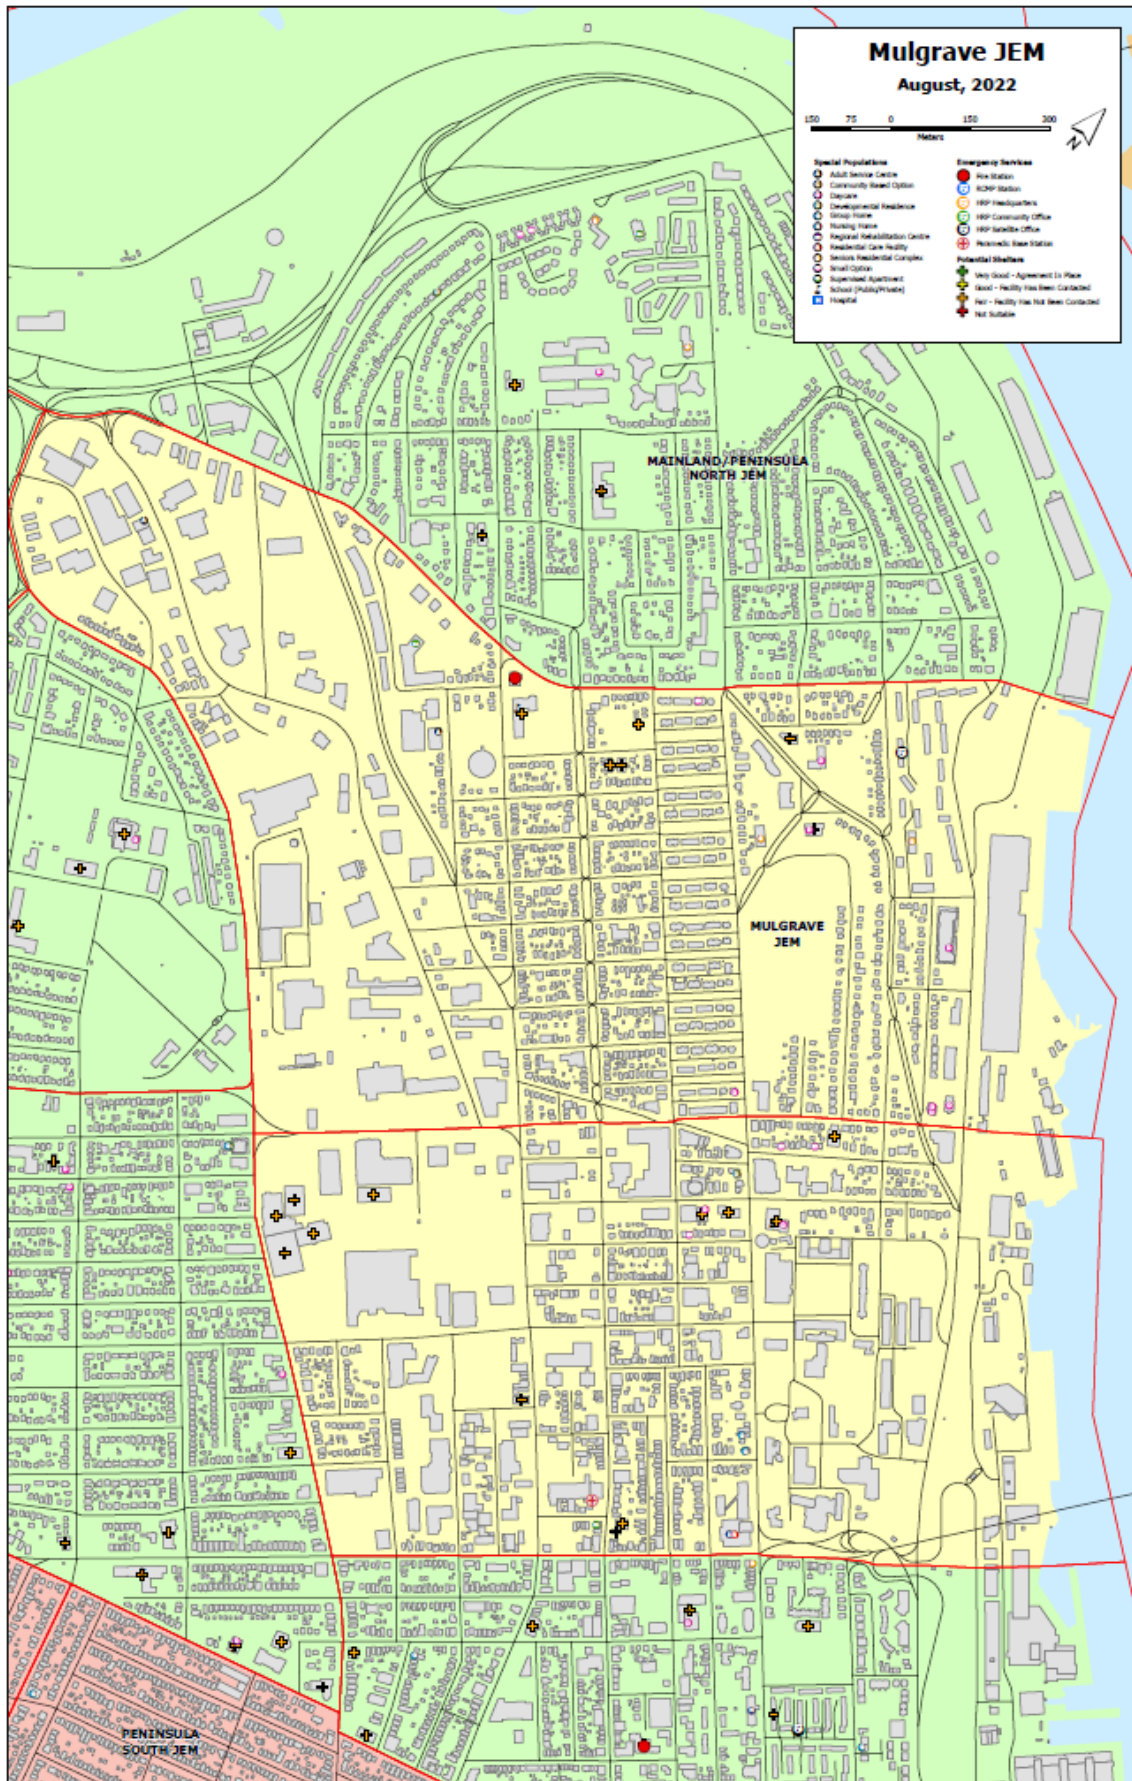 Mulgrave JEM
August, 2022
150 75 0 150 300
Meters
N
Special Populations
Adult Service Centre
Community Based Option
Daycare
Developmental Residence
Group Home
Nursing Home
Regional Rehabilitation Centre
Residential Care Facility
Seniors Residential Complex
Small Option
Supervised Apartment
School (Public/Private)
Hospital
Emergency Services
Fire Station
RCMP Station
HRP Headquarters
HRP Community Office
HRP Satellite Office
Paramedic Base Station
Potential Shelters
Very Good - Agreement In Place
Good - Facility Has Been Contacted
Fair - Facility Has Not Been Contacted
Not Suitable
MAINLAND/PENINSULA
NORTH JEM
MULGRAVE
JEM
PENINSULA
SOUTH JEM